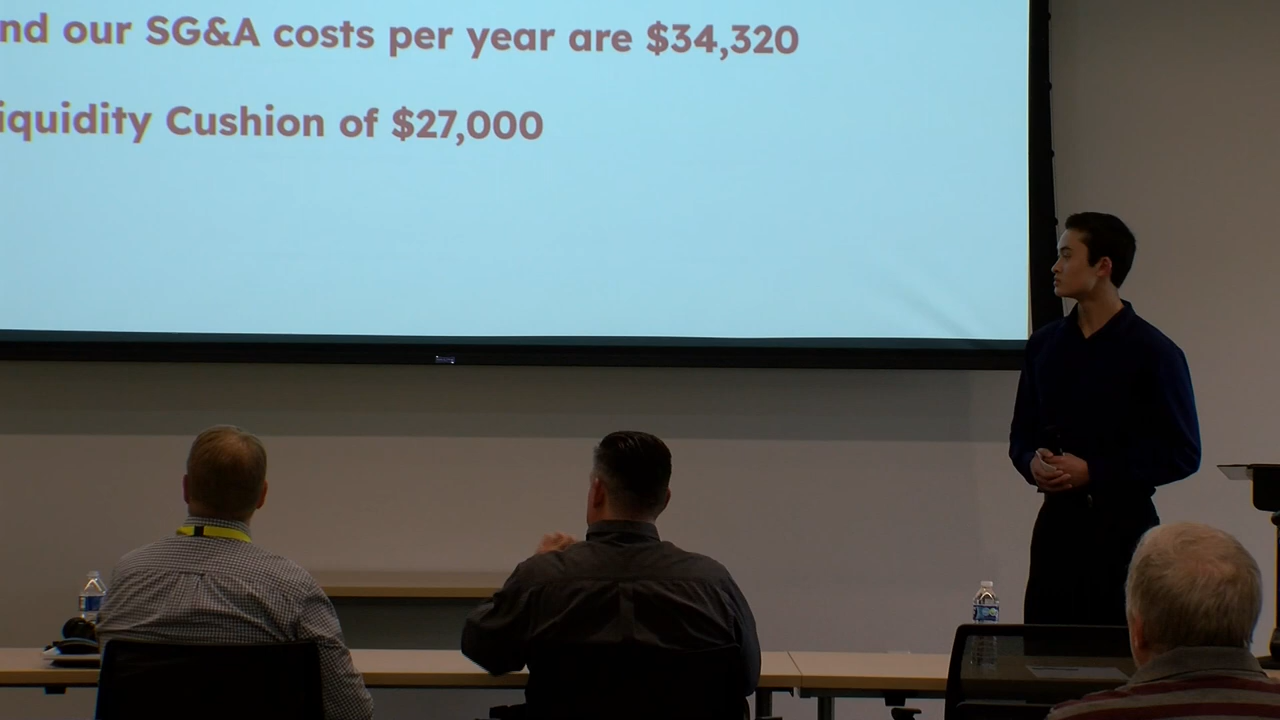 nd our SG&A costs per year are $34,320
iquidity Cushion of $27,000